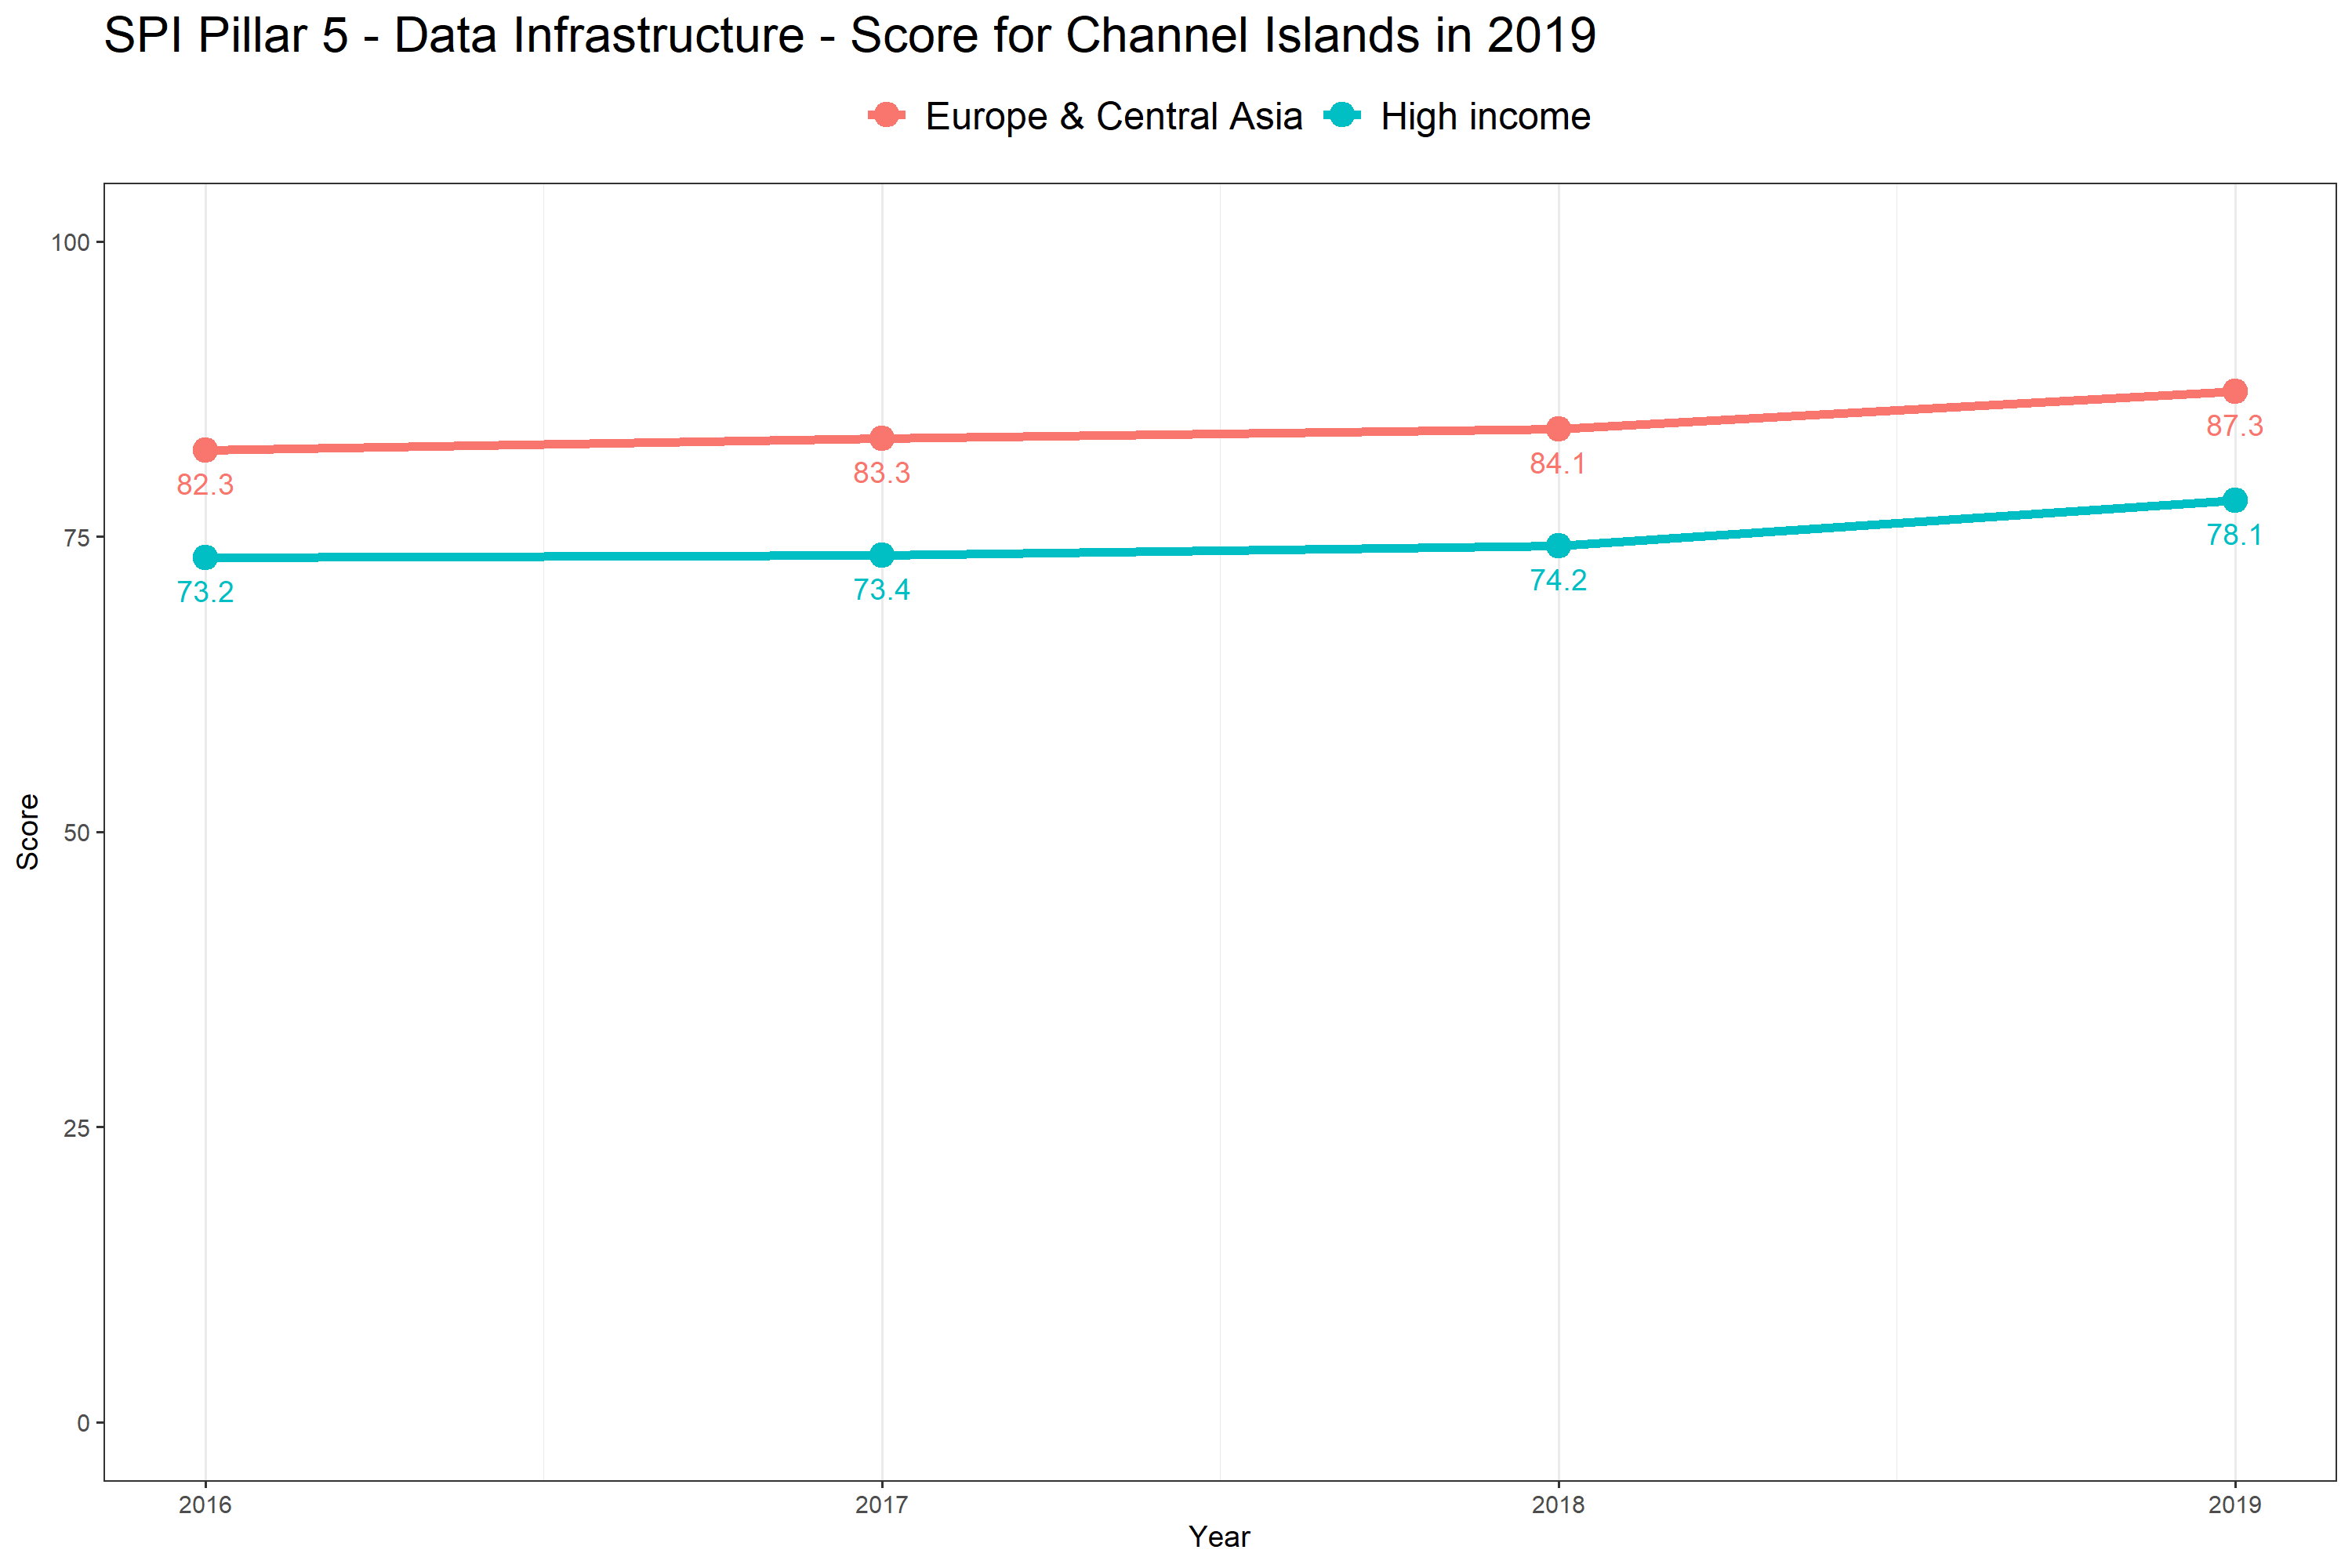 SPI Pillar 5 - Data Infrastructure - Score for Channel Islands in 2019
Europe & Central Asia High income
100
75
50
25
0
Score
82.3
83.3
84.1
87.3
73.2
73.4
74.2
78.1
2016 2017 2018 2019
Year